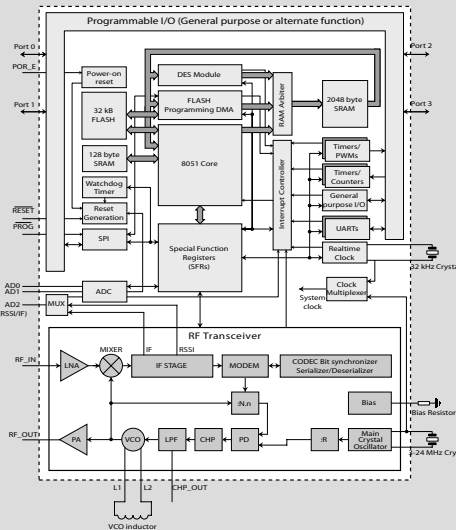 Programmable I/O (General purpose or alternate function)
Port 0
Port 2
POR_E
Power-on
reset
DES Module
RAM Arbiter
2048 byte
SRAM
Port 1
Port 3
32 kB
FLASH
FLASH
Programming DMA
128 byte
SRAM
8051 Core
Interrupt Controller
Timers/
PWMs
Timers/
Counters
Watchdog
Timer
General
purpose I/O
RESET
Reset
Generation
PROG
UARTs
SPI
Special Function
Registers
(SFRs)
Realtime
Clock
32 kHz Crysta
AD0
AD1
ADC
AD2
(RSSI/IF)
MUX
System
clock
Clock
Multiplexer
RF Transceiver
IF
RSSI
MIXER
RF_IN
LNA
IF STAGE
MODEM
CODEC Bit synchronizer
Serializer/Deserializer
:N.n
Bias
Bias Resistor
RF_OUT
PA
VCO
LPF
CHP
PD
:R
Main
Crystal
Oscillator
3-24 MHz Cry
L1
L2
CHP_OUT
VCO inductor